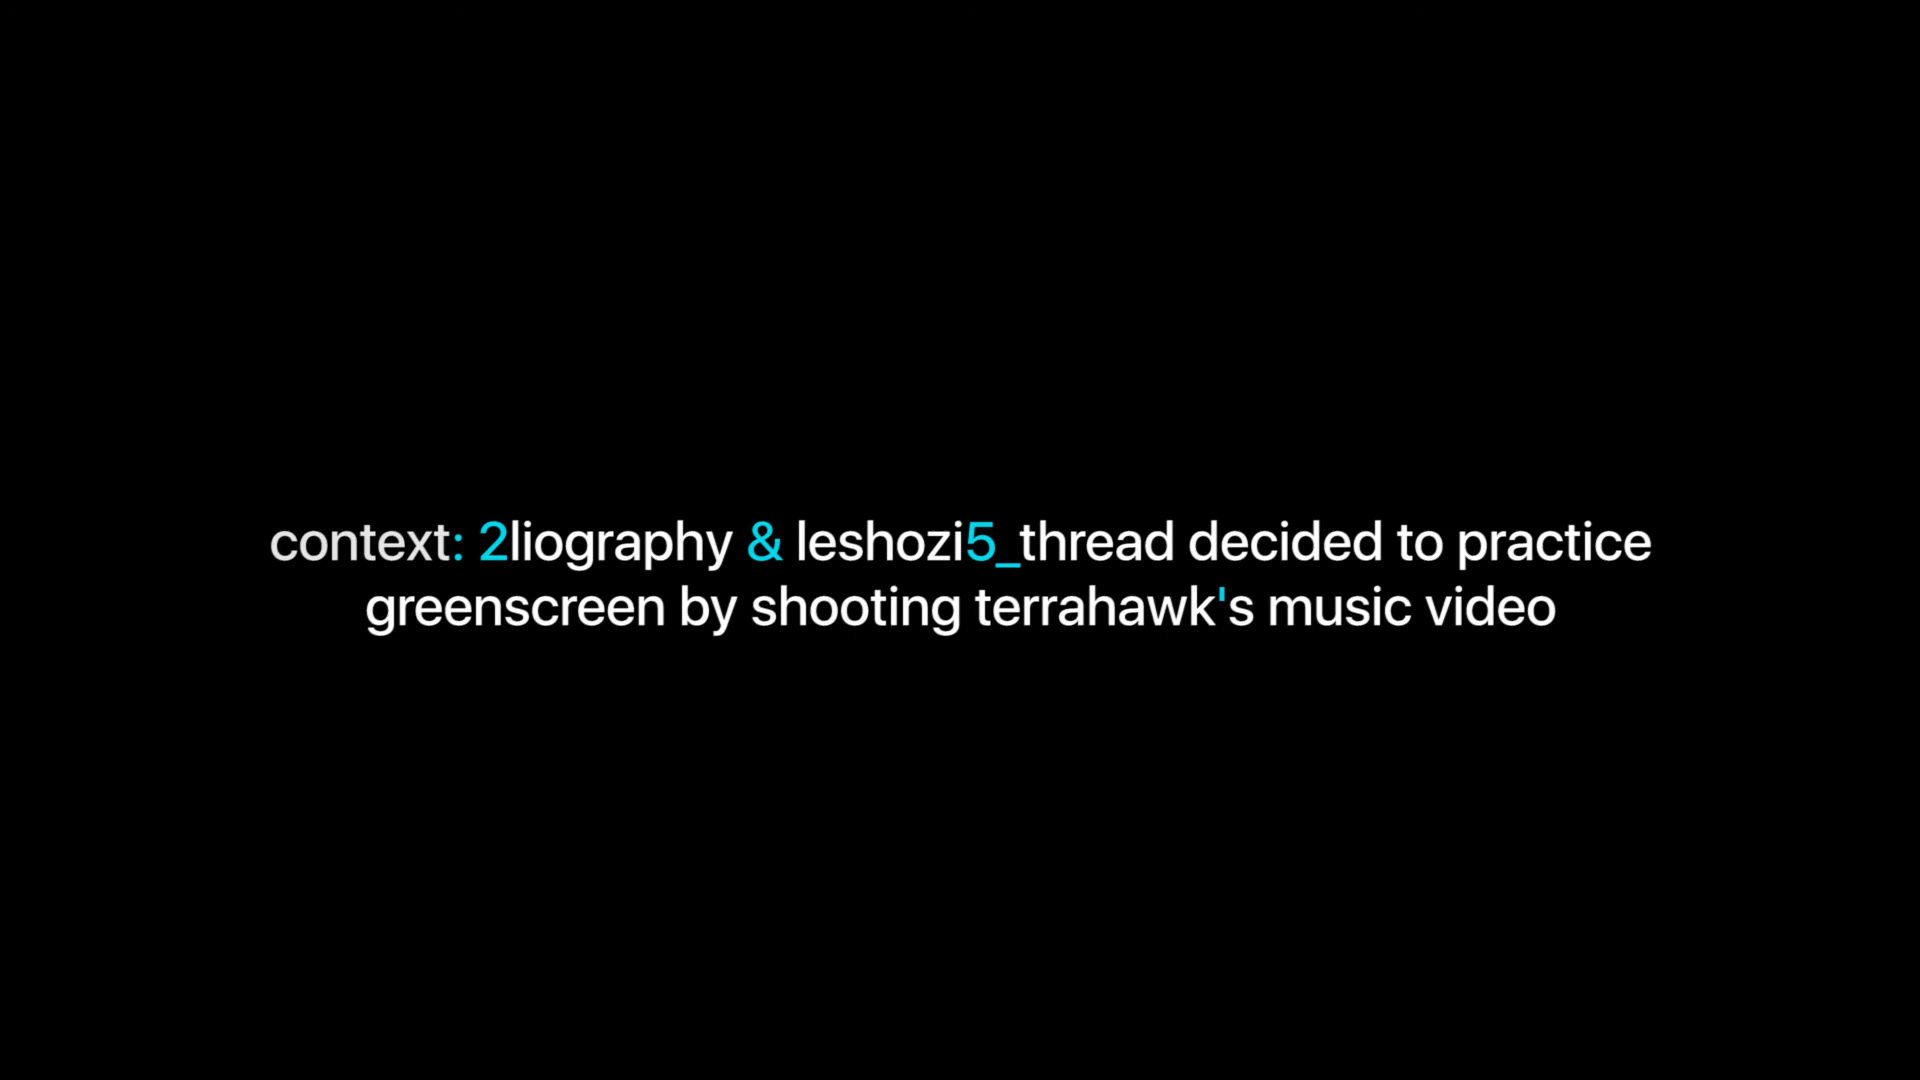 context: 2liography & leshozi5_thread decided to practice
greenscreen by shooting terrahawk's music video